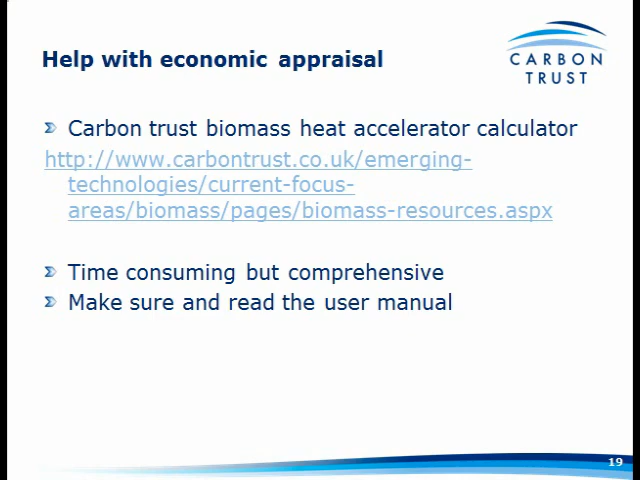 Help with economic appraisal
CARBON
TRUST
Carbon trust biomass heat accelerator calculator
http://www.carbontrust.co.uk/emerging-
technologies/current-focus-
areas/biomass/pages/biomass-resources.aspx
Time consuming but comprehensive
Make sure and read the user manual
19